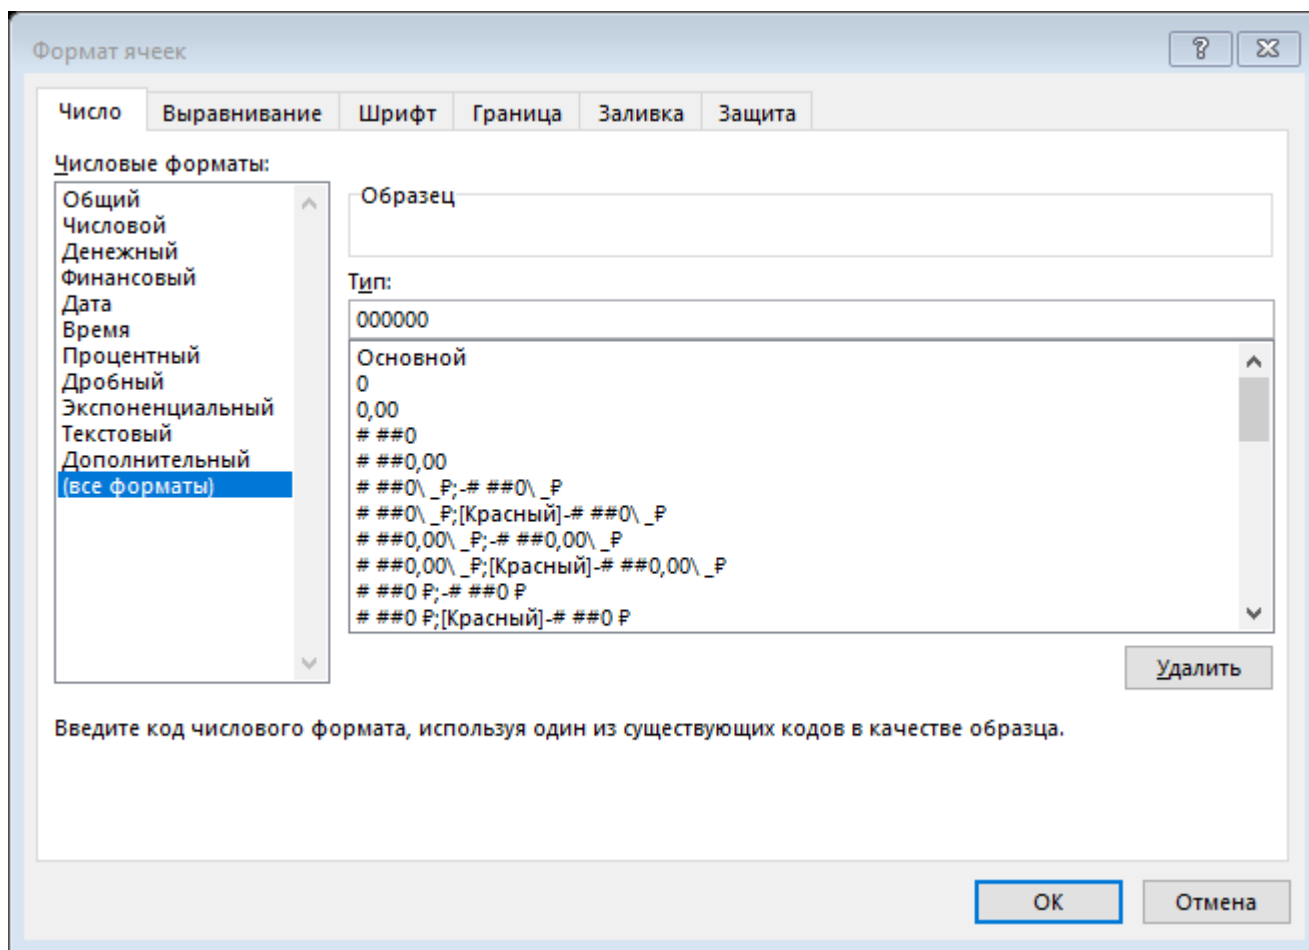 Формат ячеек
Число Выравнивание Шрифт Граница Заливка Защита
Числовые форматы:
Общий
Числовой
Денежный
Финансовый
Дата
Время
Процентный
Дробный
Экспоненциальный
Текстовый
Дополнительный
(все форматы)
Образец
Тип:
000000
Основной
0
0,00
# ##0
# ##0,00
# ##0\ _₽;-# ##0\ _₽
# ##0\ _₽;[Красный]-# ##0\ _₽
# ##0,00\ _₽;-# ##0,00\ _₽
# ##0,00\ _₽;[Красный]-# ##0,00\ _₽
# ##0 ₽;-# ##0 ₽
# ##0 ₽;[Красный]-# ##0 ₽
Удалить
Введите код числового формата, используя один из существующих кодов в качестве образца.
ОК Отмена